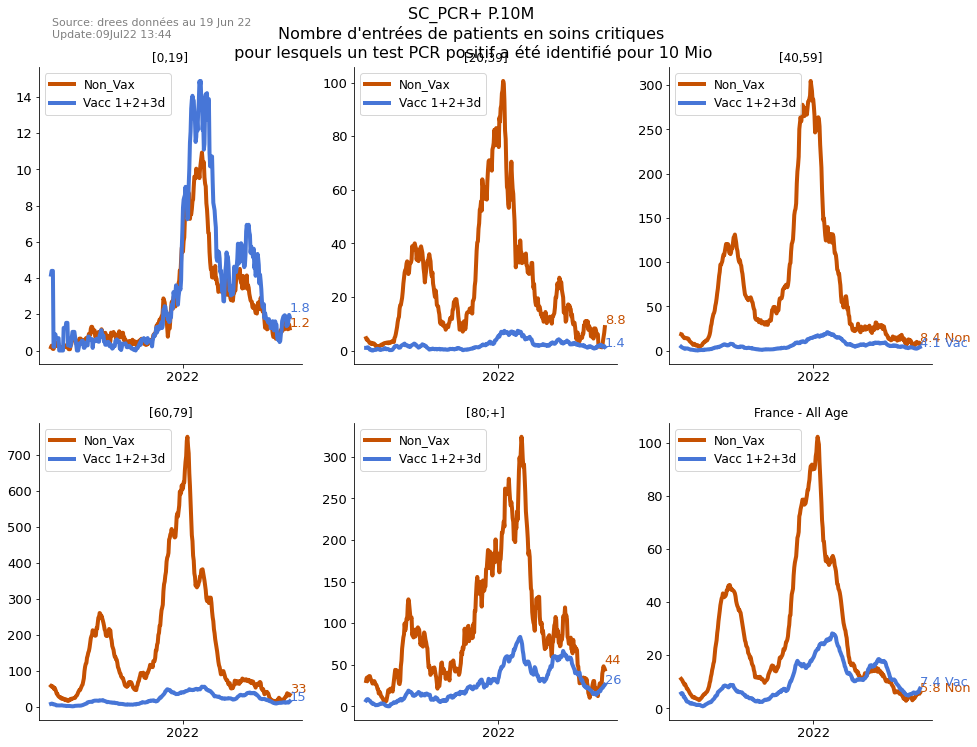 Source: drees données au 19 Jun 22
Update:09Jul22 13:44
SC_PCR+ P.10M
Nombre d'entrées de patients en soins critiques
pour lesquels un test PCR positif a été identifié pour 10 Mio
[0,19]
Non_Vax
Vacc 1+2+3d
14
12
10
8
6
4
2
0
1.8
1.2
2022
[20,39]
Non_Vax
Vacc 1+2+3d
100
80
60
40
20
0
8.8
1.4
2022
[40,59]
Non_Vax
Vacc 1+2+3d
300
250
200
150
100
50
0
8.4 Non
4.1 Vac
2022
[60,79]
Non_Vax
Vacc 1+2+3d
700
600
500
400
300
200
100
0
33
15
2022
[80;+]
Non_Vax
Vacc 1+2+3d
300
250
200
150
100
50
0
44
26
2022
France - All Age
Non_Vax
Vacc 1+2+3d
100
80
60
40
20
0
7.4 Vac
5.8 Non
2022